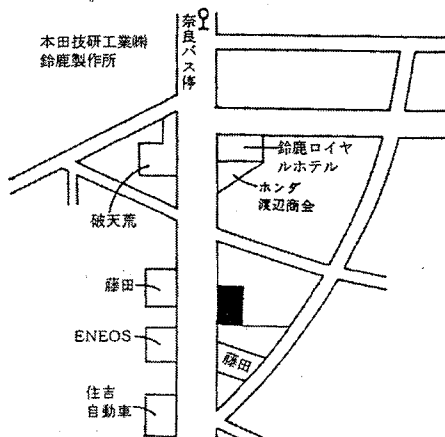 奈良バス停
本田技研工業㈱
鈴鹿製作所
鈴鹿ロイヤ
ルホテル
ホンダ
渡辺商会
破天荒
藤田
ENEOS
藤田
住吉
自動車